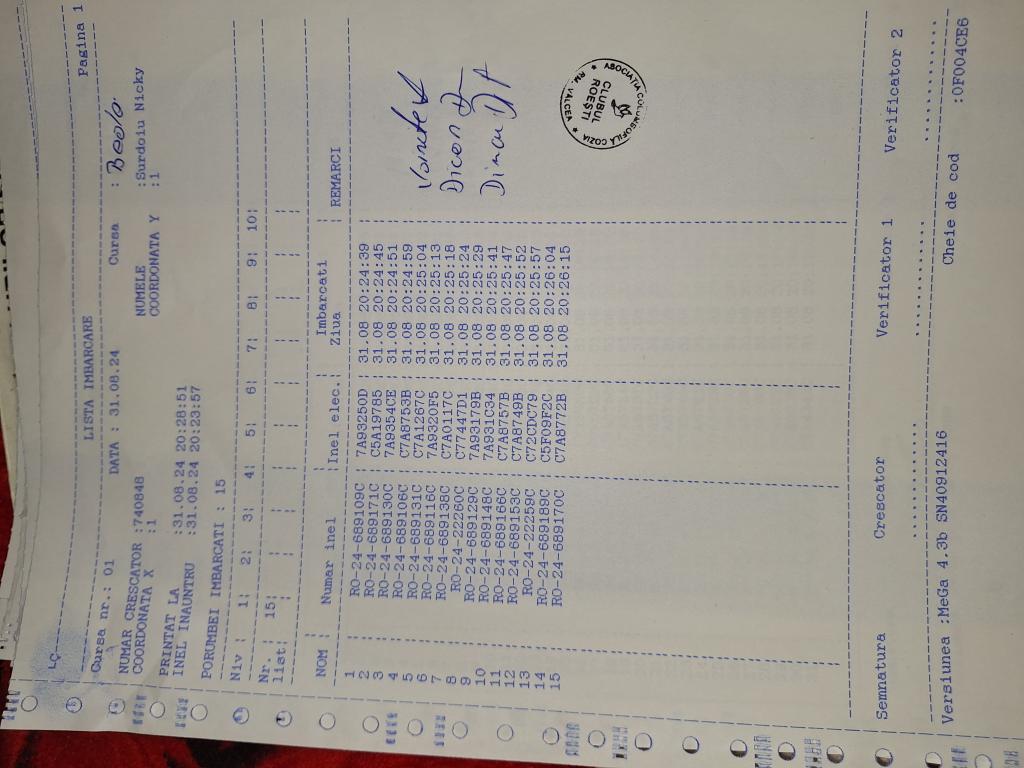 Pagina 1
LISTA IMBARCARE
Cursa nr.: 01 DATA : 31.08.24 Cursa :
NUMAR CRESCATOR :740848 NUMELE :Surdoiu Nicky
COORDONATA X :1 COORDONATA Y :1
PRINTAT LA :31.08.24 20:28:51
INEL INAUNTRU :31.08.24 20:23:57
PORUMBEI IMBARCATI : 15
Niv : 1: 2: 3: 4: 5: 6: 7: 8: 9: 10:
Nr. 15:
list:
NOM : Numar inel :Inel elec.: Zimbarcati REMARCI
Ziua
1 : RO-24-689109C : 7A93250D : 31.08 20:24:39
2 : RO-24-689171C : C5A19785 : 31.08 20:24:45
3 : RO-24-689130C : 7A9354CE : 31.08 20:24:51
4 : RO-24-689106C : C7A8753B : 31.08 20:24:59
5 : RO-24-689131C : C7A1267C : 31.08 20:25:04
6 : RO-24-689116C : 7A9320F5 : 31.08 20:25:13
7 : RO-24-689138C : C7A0117C : 31.08 20:25:18
8 : RO-24-22260C : C77447D1 : 31.08 20:25:24
9 : RO-24-689129C : 7A93179B : 31.08 20:25:29
10 : RO-24-689148C : 7A931C34 : 31.08 20:25:41
11 : RO-24-689166C : C7A8757B : 31.08 20:25:47
12 : RO-24-689153C : C7A8749B : 31.08 20:25:52
13 : RO-24-22259C : C72CDC79 : 31.08 20:25:57
14 : RO-24-689189C : C5F09F2C : 31.08 20:26:04
15 : RO-24-689170C : C7A8772B : 31.08 20:26:15
Dicon
ASOCIATIA COLUMBOFILA COZIA
CLUBUL
ROESTI
RM. VALCEA
Semnatura Crescator Verificator 1 Verificator 2
Versiunea :MeGa 4.3b SN40912416 Cheie de cod :0F004CE6